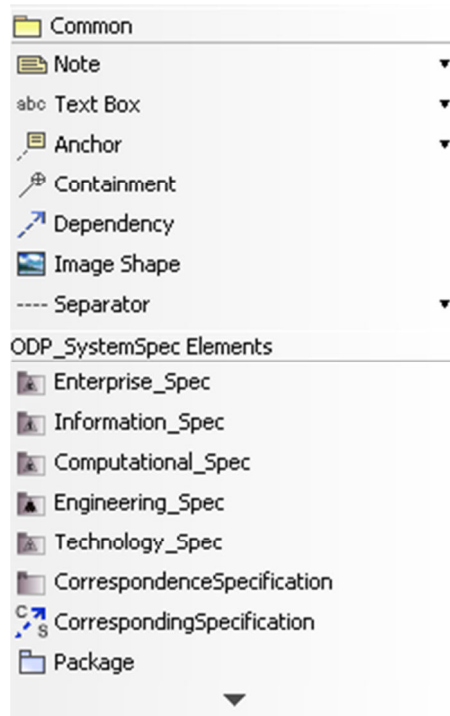 Common
Note
abc Text Box
Anchor
Containment
Dependency
Image Shape
Separator
ODP_SystemSpec Elements
Enterprise_Spec
Information_Spec
Computational_Spec
Engineering_Spec
Technology_Spec
CorrespondenceSpecification
C S CorrespondingSpecification
Package